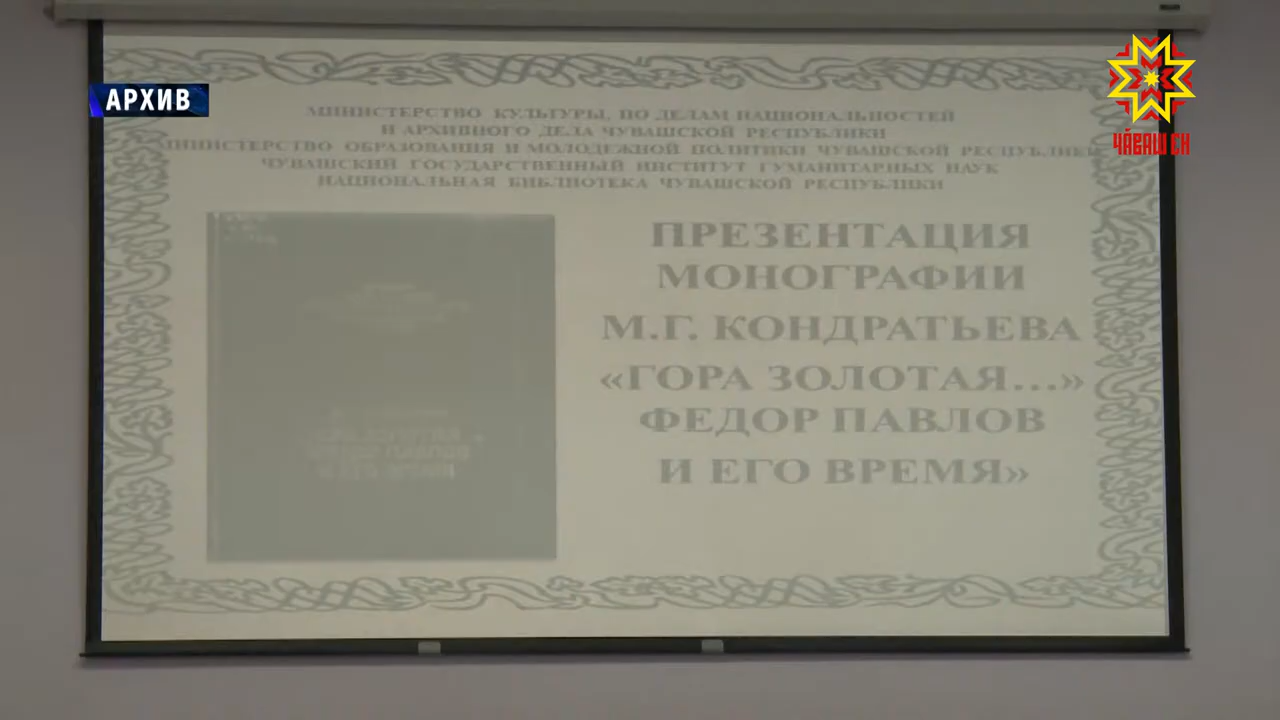 АРХИВ
ЧӐВАШ ЕН
МИНИСТЕРСТВО КУЛЬТУРЫ, ПО ДЕЛАМ НАЦИОНАЛЬНОСТЕЙ
И АРХИВНОГО ДЕЛА ЧУВАШСКОЙ РЕСПУБЛИКИ
МИНИСТЕРСТВО ОБРАЗОВАНИЯ И МОЛОДЕЖНОЙ ПОЛИТИКИ ЧУВАШСКОЙ РЕСПУБЛИКИ
ЧУВАШСКИЙ ГОСУДАРСТВЕННЫЙ ИНСТИТУТ ГУМАНИТАРНЫХ НАУК
НАЦИОНАЛЬНАЯ БИБЛИОТЕКА ЧУВАШСКОЙ РЕСПУБЛИКИ
ПРЕЗЕНТАЦИЯ
МОНОГРАФИИ
М.Г. КОНДРАТЬЕВА
«ГОРА ЗОЛОТАЯ...»
ФЕДОР ПАВЛОВ
И ЕГО ВРЕМЯ»